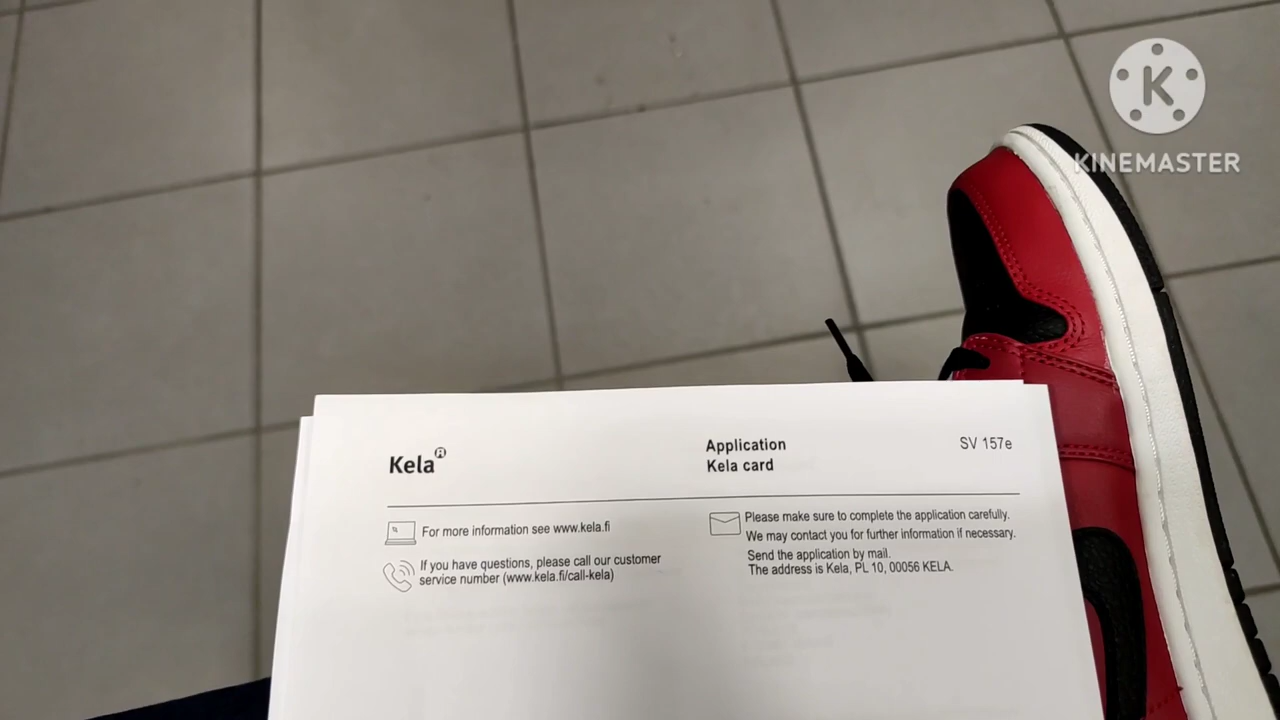 K
KINEMASTER
Kela
Application
Kela card
SV 157e
For more information see www.kela.fi
If you have questions, please call our customer
service number (www.kela.fi/call-kela)
Please make sure to complete the application carefully.
We may contact you for further information if necessary.
Send the application by mail.
The address is Kela, PL 10, 00056 KELA.